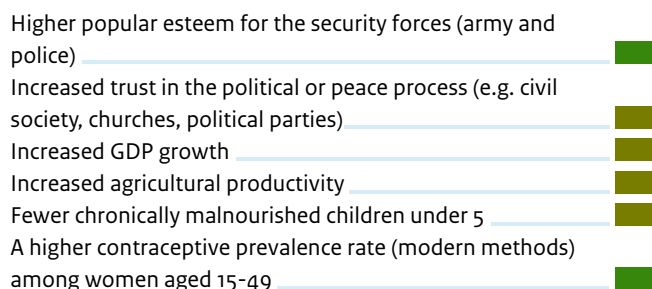 Higher popular esteem for the security forces (army and
police)
Increased trust in the political or peace process (e.g. civil
society, churches, political parties)
Increased GDP growth
Increased agricultural productivity
Fewer chronically malnourished children under 5
A higher contraceptive prevalence rate (modern methods)
among women aged 15-49